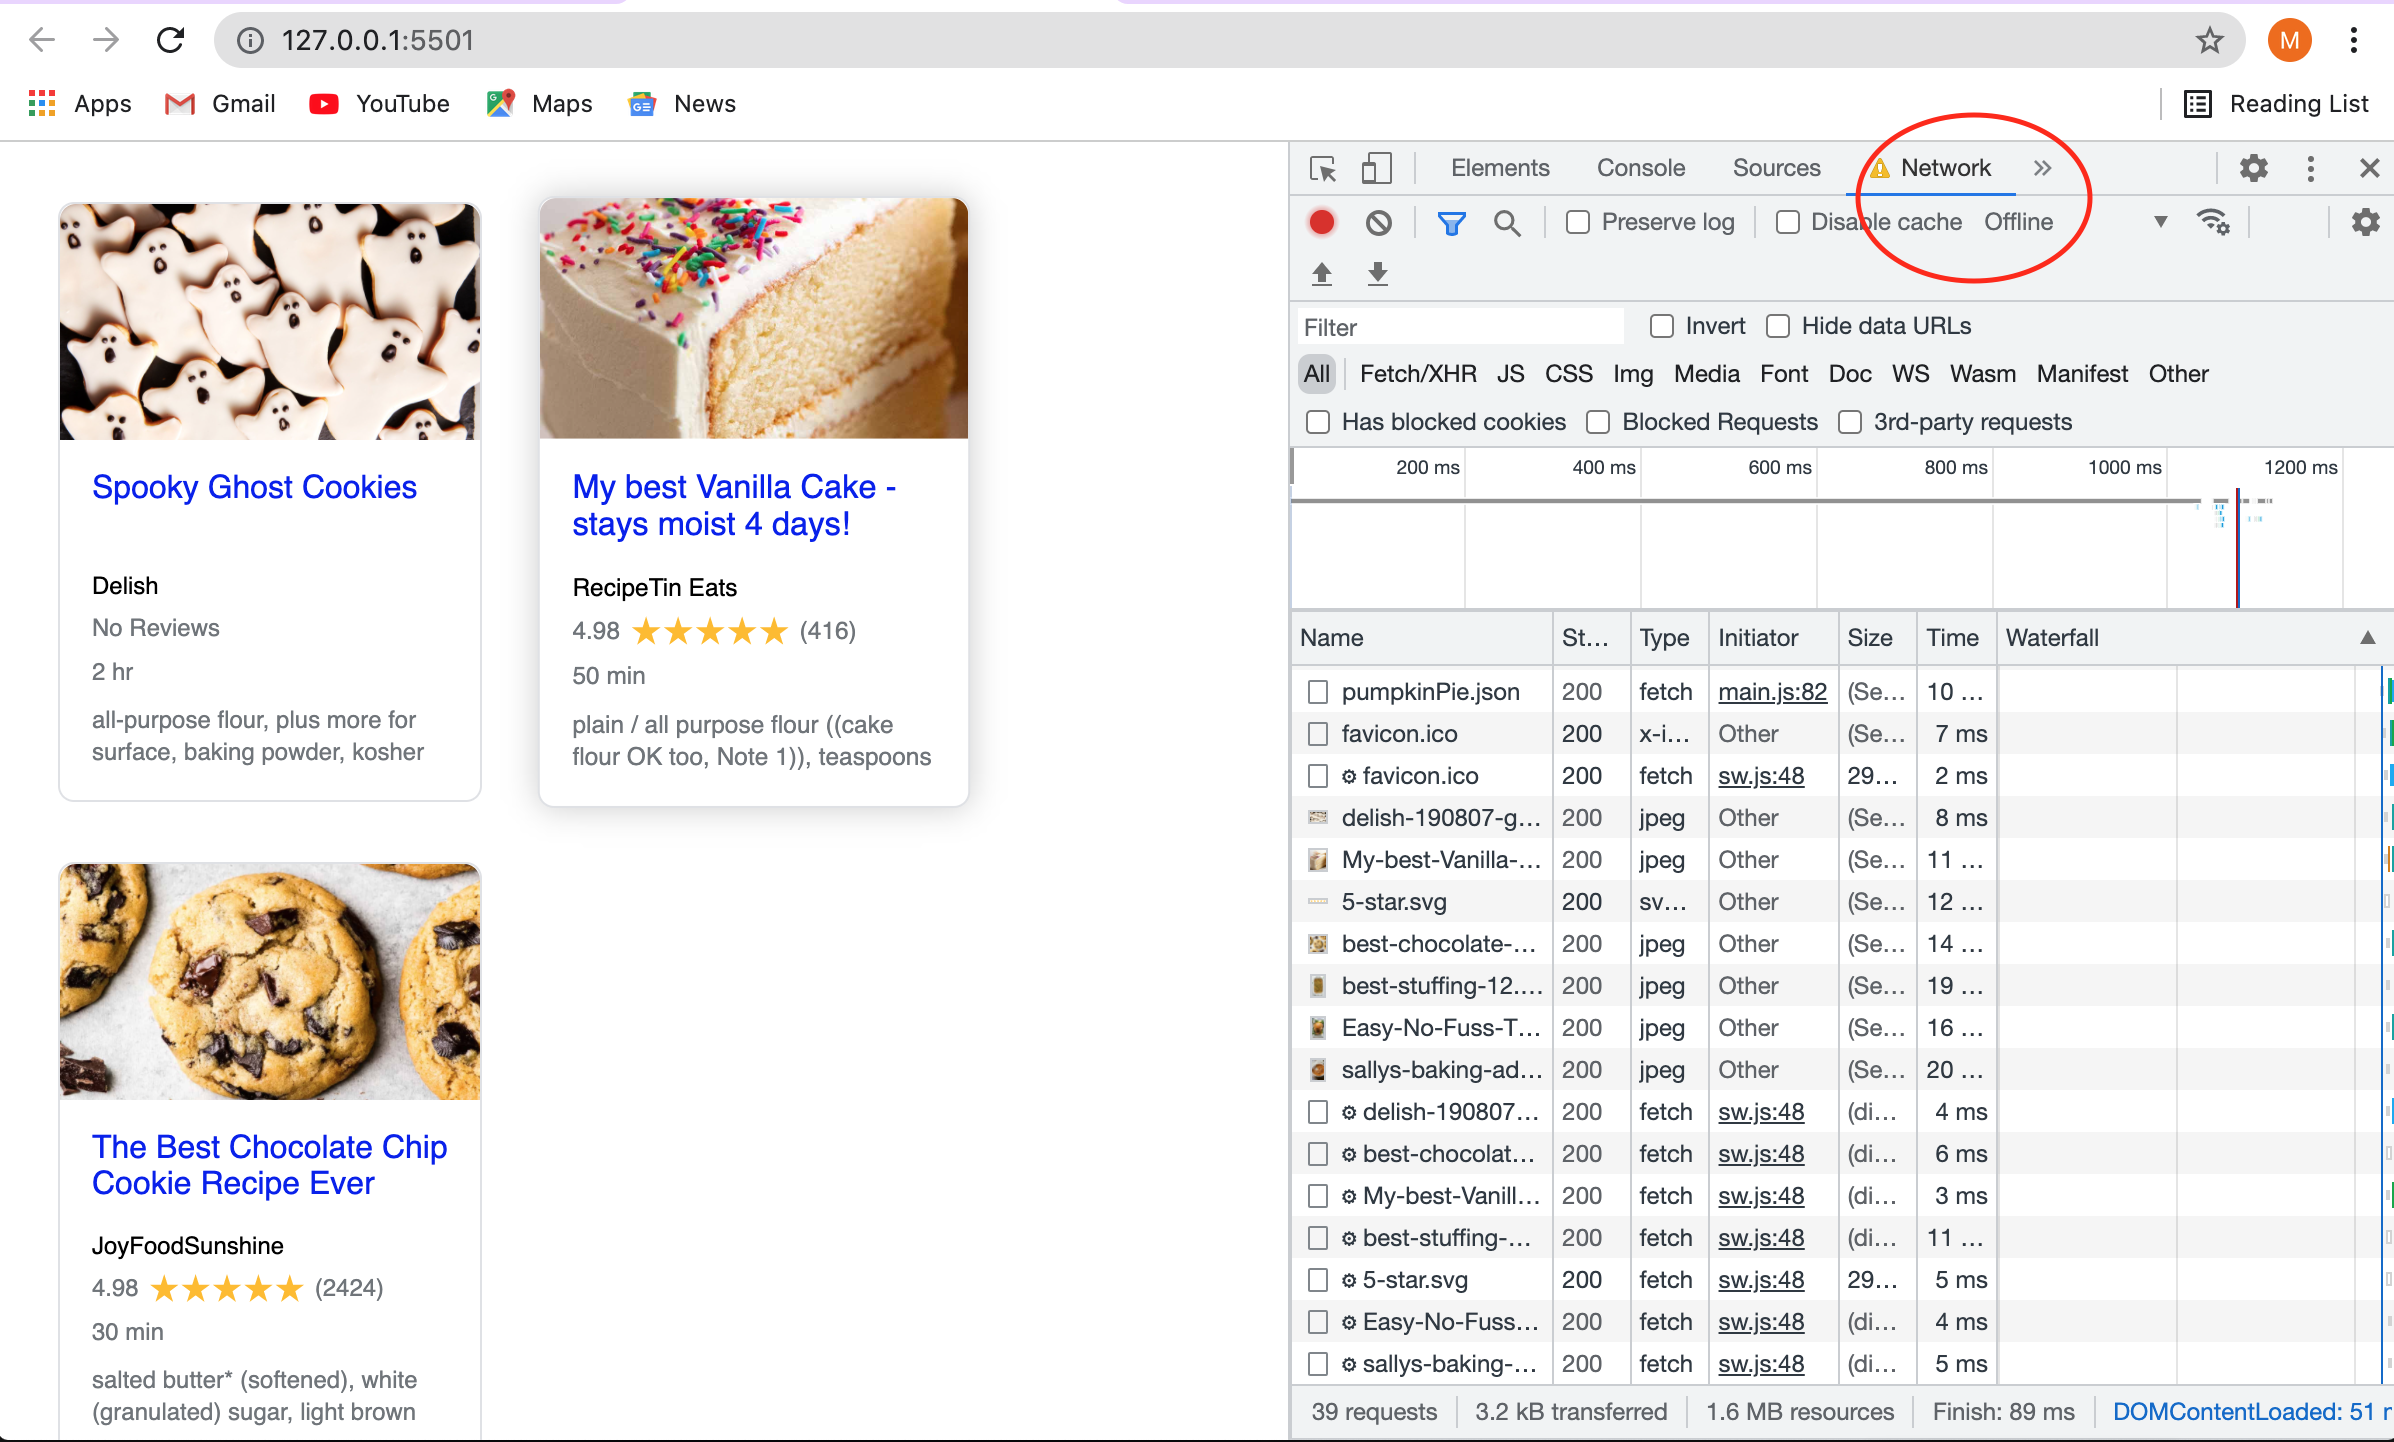 127.0.0.1:5501
M
Apps Gmail YouTube Maps News Reading List
Spooky Ghost Cookies
Delish
No Reviews
2 hr
all-purpose flour, plus more for
surface, baking powder, kosher
My best Vanilla Cake -
stays moist 4 days!
RecipeTin Eats
4.98 (416)
50 min
plain / all purpose flour ((cake
flour OK too, Note 1)), teaspoons
The Best Chocolate Chip
Cookie Recipe Ever
JoyFoodSunshine
4.98 (2424)
30 min
salted butter* (softened), white
(granulated) sugar, light brown
Elements Console Sources Network
Preserve log Disable cache Offline
Filter Invert Hide data URLs
All Fetch/XHR JS CSS Img Media Font Doc WS Wasm Manifest Other
Has blocked cookies Blocked Requests 3rd-party requests
200 ms 400 ms 600 ms 800 ms 1000 ms 1200 ms
Name St... Type Initiator Size Time Waterfall
pumpkinPie.json 200 fetch main.js:82 (Se... 10 ...
favicon.ico 200 x-i... Other (Se... 7 ms
favicon.ico 200 fetch sw.js:48 29... 2 ms
delish-190807-g... 200 jpeg Other (Se... 8 ms
My-best-Vanilla-... 200 jpeg Other (Se... 11 ...
5-star.svg 200 sv... Other (Se... 12 ...
best-chocolate-... 200 jpeg Other (Se... 14 ...
best-stuffing-12.... 200 jpeg Other (Se... 19 ...
Easy-No-Fuss-T... 200 jpeg Other (Se... 16 ...
sallys-baking-ad... 200 jpeg Other (Se... 20 ...
delish-190807... 200 fetch sw.js:48 (di... 4 ms
best-chocolat... 200 fetch sw.js:48 (di... 6 ms
My-best-Vanill... 200 fetch sw.js:48 (di... 3 ms
best-stuffing-... 200 fetch sw.js:48 (di... 11 ...
5-star.svg 200 fetch sw.js:48 29... 5 ms
Easy-No-Fuss... 200 fetch sw.js:48 (di... 4 ms
sallys-baking-... 200 fetch sw.js:48 (di... 5 ms
39 requests 3.2 kB transferred 1.6 MB resources Finish: 89 ms DOMContentLoaded: 51